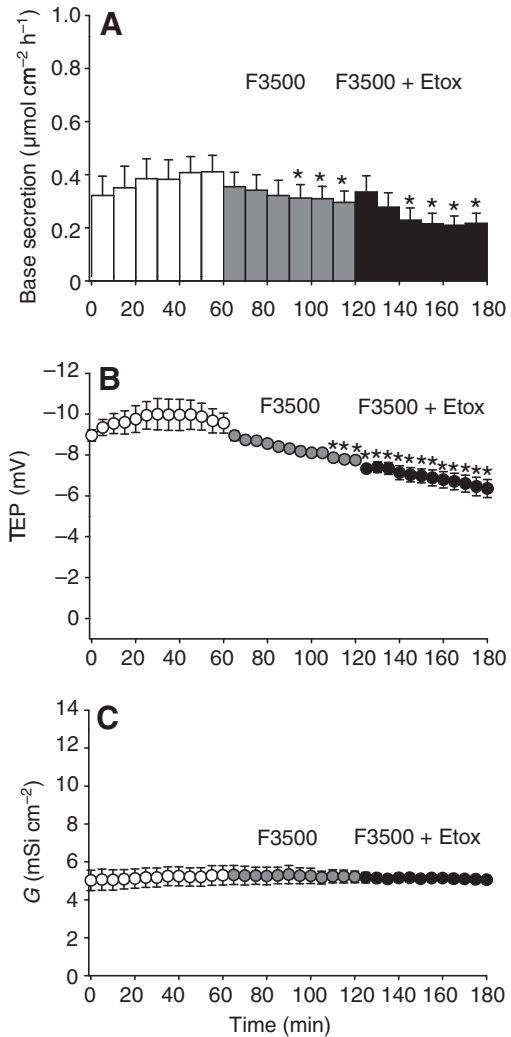 A
Base secretion (µmol cm⁻² h⁻¹)
1.0
0.8
0.6
0.4
0.2
0
F3500 F3500 + Etox
* * * * * * *
0 20 40 60 80 100 120 140 160 180
B
TEP (mV)
–12
–10
–8
–6
–4
–2
0
F3500 F3500 + Etox
****************
0 20 40 60 80 100 120 140 160 180
C
G (mSi cm⁻²)
14
12
10
8
6
4
2
0
F3500 F3500 + Etox
0 20 40 60 80 100 120 140 160 180
Time (min)